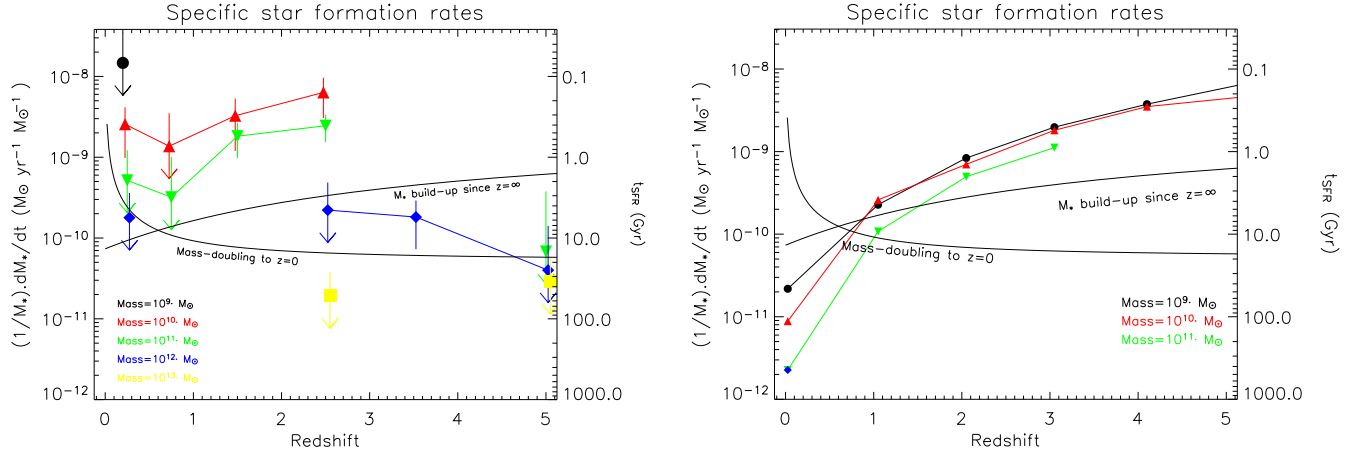 Specific star formation rates
(1/M*).dM*/dt (M⊙ yr⁻¹ M⊙⁻¹)
10⁻⁸
10⁻⁹
10⁻¹⁰
10⁻¹¹
10⁻¹²
0.1
1.0
10.0
100.0
1000.0
tSFR (Gyr)
M* build-up since z=∞
Mass-doubling to z=0
Mass=10⁹· M⊙
Mass=10¹⁰· M⊙
Mass=10¹¹· M⊙
Mass=10¹²· M⊙
Mass=10¹³· M⊙
0 1 2 3 4 5
Redshift
Specific star formation rates
(1/M*).dM*/dt (M⊙ yr⁻¹ M⊙⁻¹)
10⁻⁸
10⁻⁹
10⁻¹⁰
10⁻¹¹
10⁻¹²
0.1
1.0
10.0
100.0
1000.0
tSFR (Gyr)
M* build-up since z=∞
Mass-doubling to z=0
Mass=10⁹· M⊙
Mass=10¹⁰· M⊙
Mass=10¹¹· M⊙
0 1 2 3 4 5
Redshift